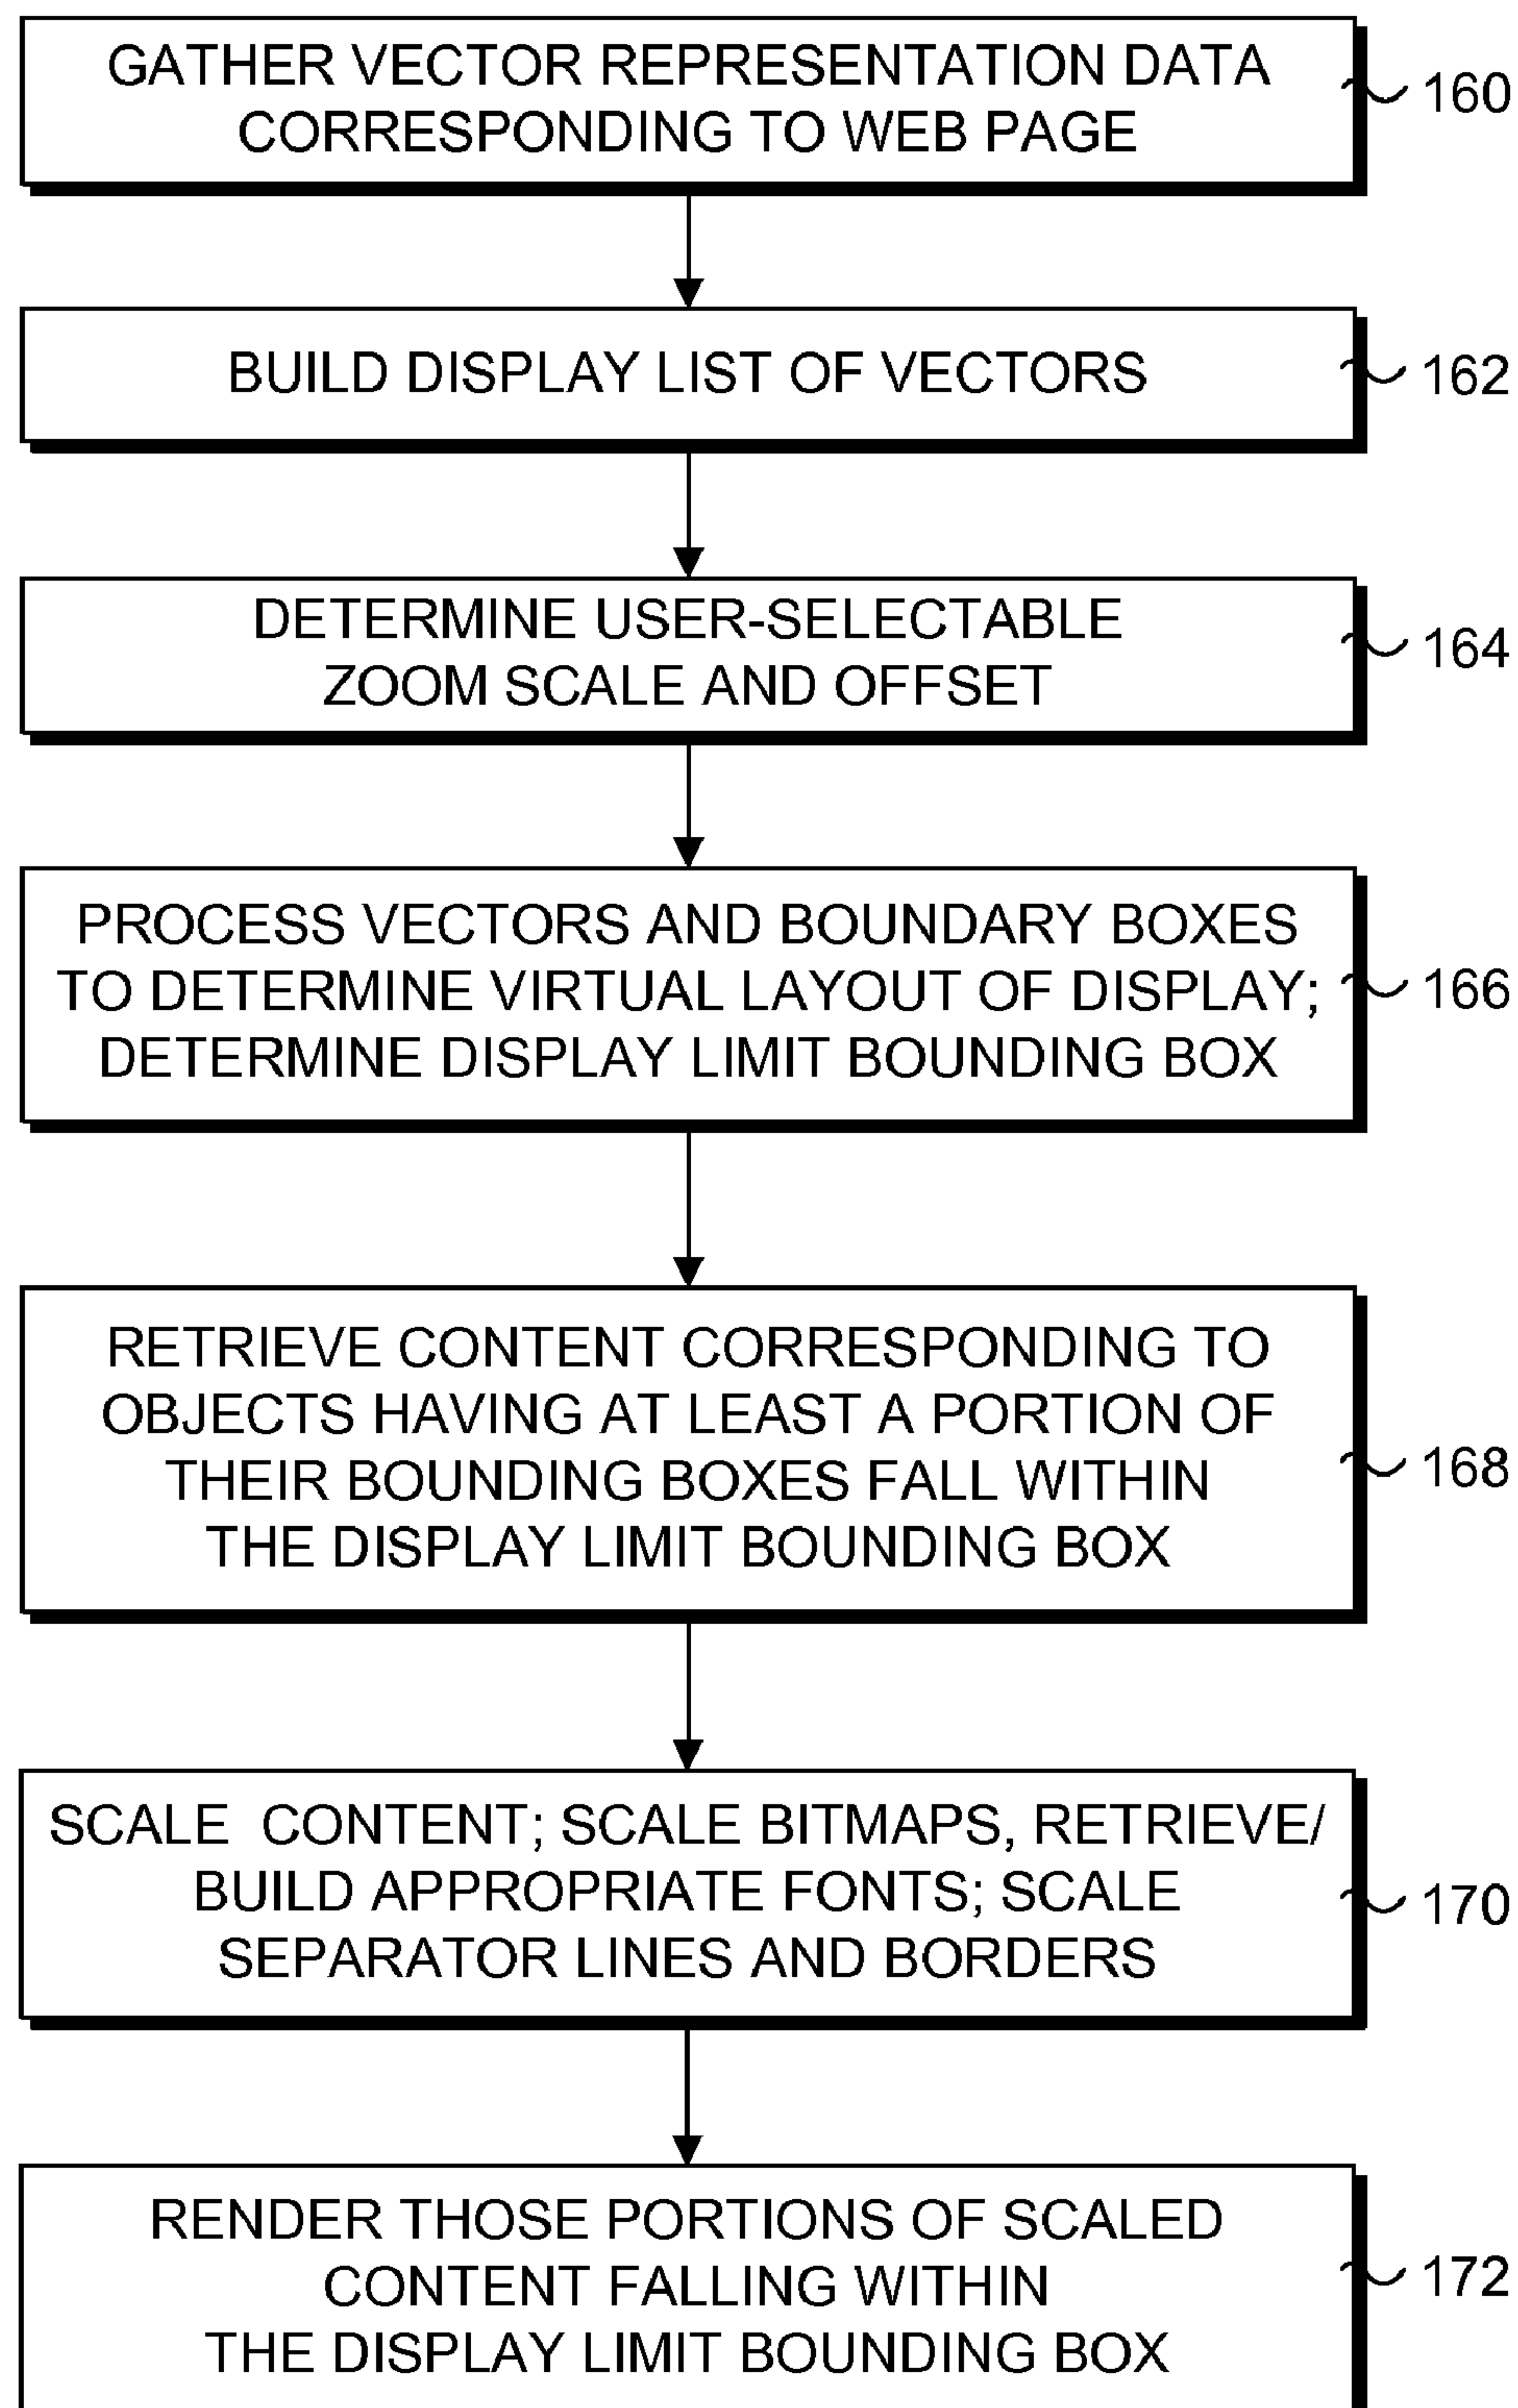 GATHER VECTOR REPRESENTATION DATA
CORRESPONDING TO WEB PAGE
160
BUILD DISPLAY LIST OF VECTORS
162
DETERMINE USER-SELECTABLE
ZOOM SCALE AND OFFSET
164
PROCESS VECTORS AND BOUNDARY BOXES
TO DETERMINE VIRTUAL LAYOUT OF DISPLAY;
DETERMINE DISPLAY LIMIT BOUNDING BOX
166
RETRIEVE CONTENT CORRESPONDING TO
OBJECTS HAVING AT LEAST A PORTION OF
THEIR BOUNDING BOXES FALL WITHIN
THE DISPLAY LIMIT BOUNDING BOX
168
SCALE CONTENT; SCALE BITMAPS, RETRIEVE/
BUILD APPROPRIATE FONTS; SCALE
SEPARATOR LINES AND BORDERS
170
RENDER THOSE PORTIONS OF SCALED
CONTENT FALLING WITHIN
THE DISPLAY LIMIT BOUNDING BOX
172